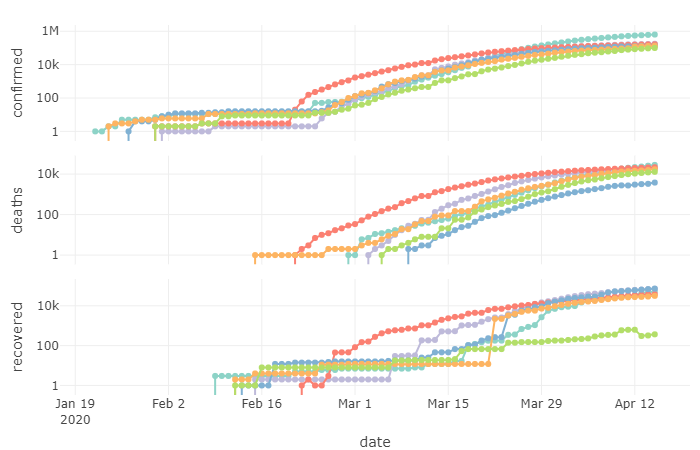 confirmed
1M
10k
100
1
deaths
10k
100
1
recovered
10k
100
1
Jan 19 Feb 2 Feb 16 Mar 1 Mar 15 Mar 29 Apr 12
2020
date